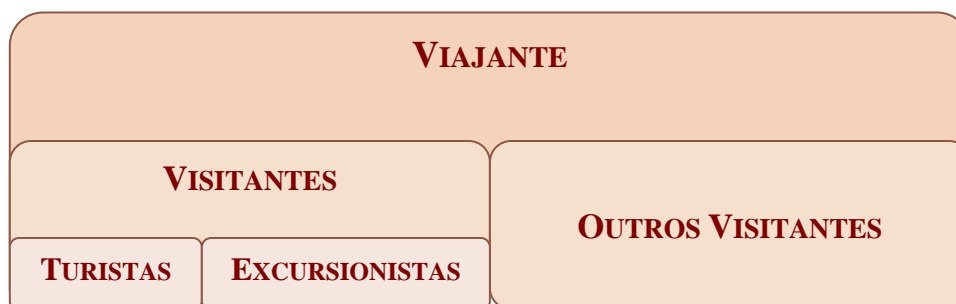 VIAJANTE
VISITANTES
OUTROS VISITANTES
TURISTAS
EXCURSIONISTAS